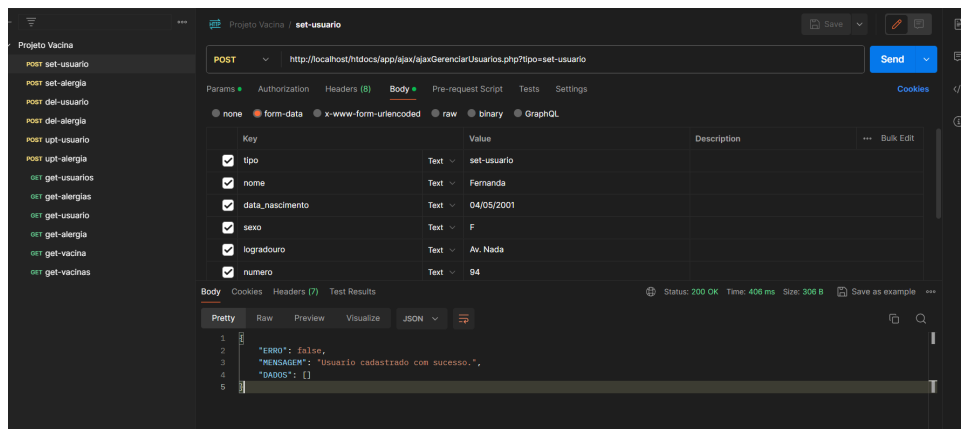 Projeto Vacina / set-usuario
Save
Projeto Vacina
POST set-usuario
POST set-alergia
POST del-usuario
POST del-alergia
POST upt-usuario
POST upt-alergia
GET get-usuarios
GET get-alergias
GET get-usuario
GET get-alergia
GET get-vacina
GET get-vacinas
POST http://localhost/htdocs/app/ajax/ajaxGerenciarUsuarios.php?tipo=set-usuario Send
Params Authorization Headers (8) Body Pre-request Script Tests Settings Cookies
none form-data x-www-form-urlencoded raw binary GraphQL
Key Value Description Bulk Edit
tipo Text set-usuario
nome Text Fernanda
data_nascimento Text 04/05/2001
sexo Text F
logradouro Text Av. Nada
numero Text 94
Body Cookies Headers (7) Test Results Status: 200 OK Time: 406 ms Size: 306 B Save as example
Pretty Raw Preview Visualize JSON
1 {
2 "ERRO": false,
3 "MENSAGEM": "Usuario cadastrado com sucesso.",
4 "DADOS": []
5 }